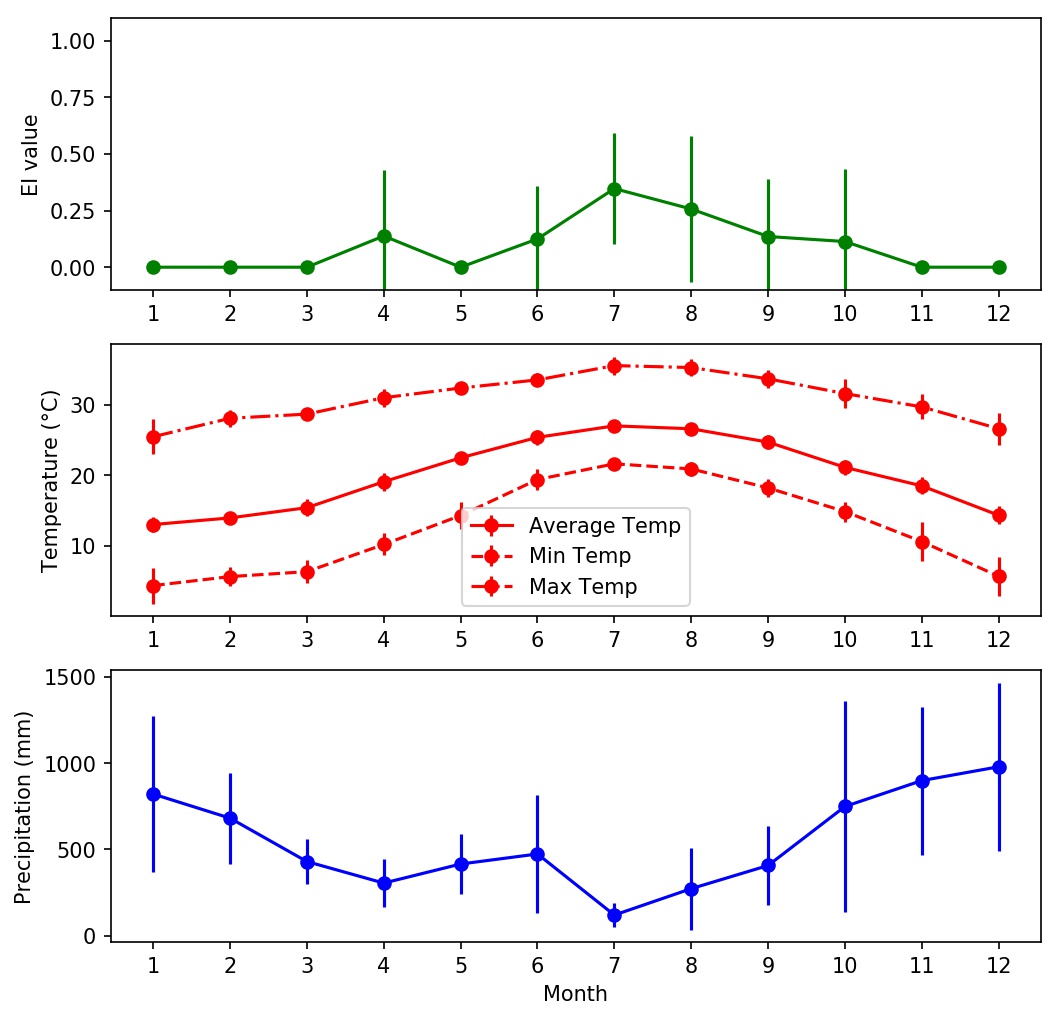 1.00
0.75
0.50
0.25
0.00
EI value
1 2 3 4 5 6 7 8 9 10 11 12
30
20
10
Temperature (°C)
Average Temp
Min Temp
Max Temp
1 2 3 4 5 6 7 8 9 10 11 12
1500
1000
500
0
Precipitation (mm)
1 2 3 4 5 6 7 8 9 10 11 12
Month